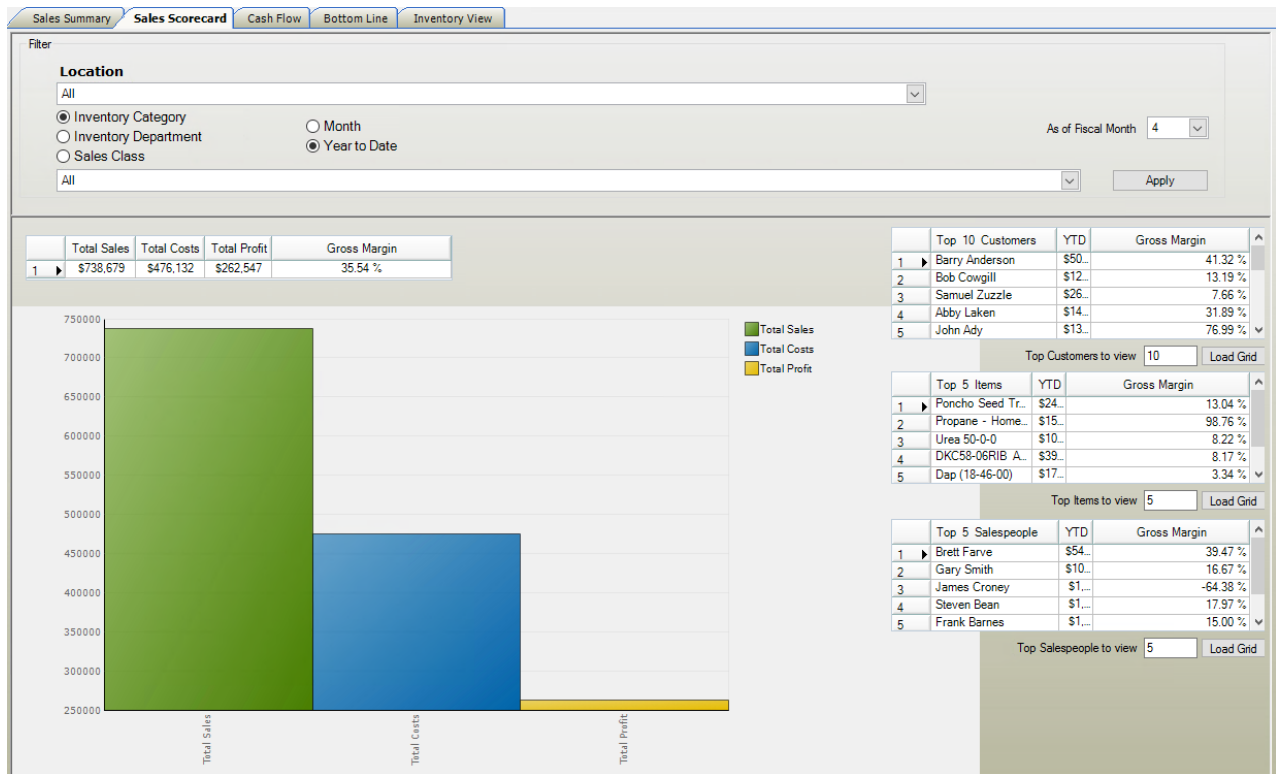 Sales Summary Sales Scorecard Cash Flow Bottom Line Inventory View
Filter
Location
All
Inventory Category
Inventory Department
Sales Class
Month
Year to Date
As of Fiscal Month 4
All
Apply
Total Sales Total Costs Total Profit Gross Margin
1 $738,679 $476,132 $262,547 35.54 %
750000
700000
650000
600000
550000
500000
450000
400000
350000
300000
250000
Total Sales
Total Costs
Total Profit
Total Sales
Total Costs
Total Profit
Top 10 Customers YTD Gross Margin
1 Barry Anderson $50... 41.32 %
2 Bob Cowgill $12... 13.19 %
3 Samuel Zuzzle $26... 7.66 %
4 Abby Laken $14... 31.89 %
5 John Ady $13... 76.99 %
Top Customers to view 10 Load Grid
Top 5 Items YTD Gross Margin
1 Poncho Seed Tr... $24... 13.04 %
2 Propane - Home... $15... 98.76 %
3 Urea 50-0-0 $10... 8.22 %
4 DKC58-06RIB A... $39... 8.17 %
5 Dap (18-46-00) $17... 3.34 %
Top Items to view 5 Load Grid
Top 5 Salespeople YTD Gross Margin
1 Brett Farve $54... 39.47 %
2 Gary Smith $10... 16.67 %
3 James Croney $1,... -64.38 %
4 Steven Bean $1,... 17.97 %
5 Frank Barnes $1,... 15.00 %
Top Salespeople to view 5 Load Grid